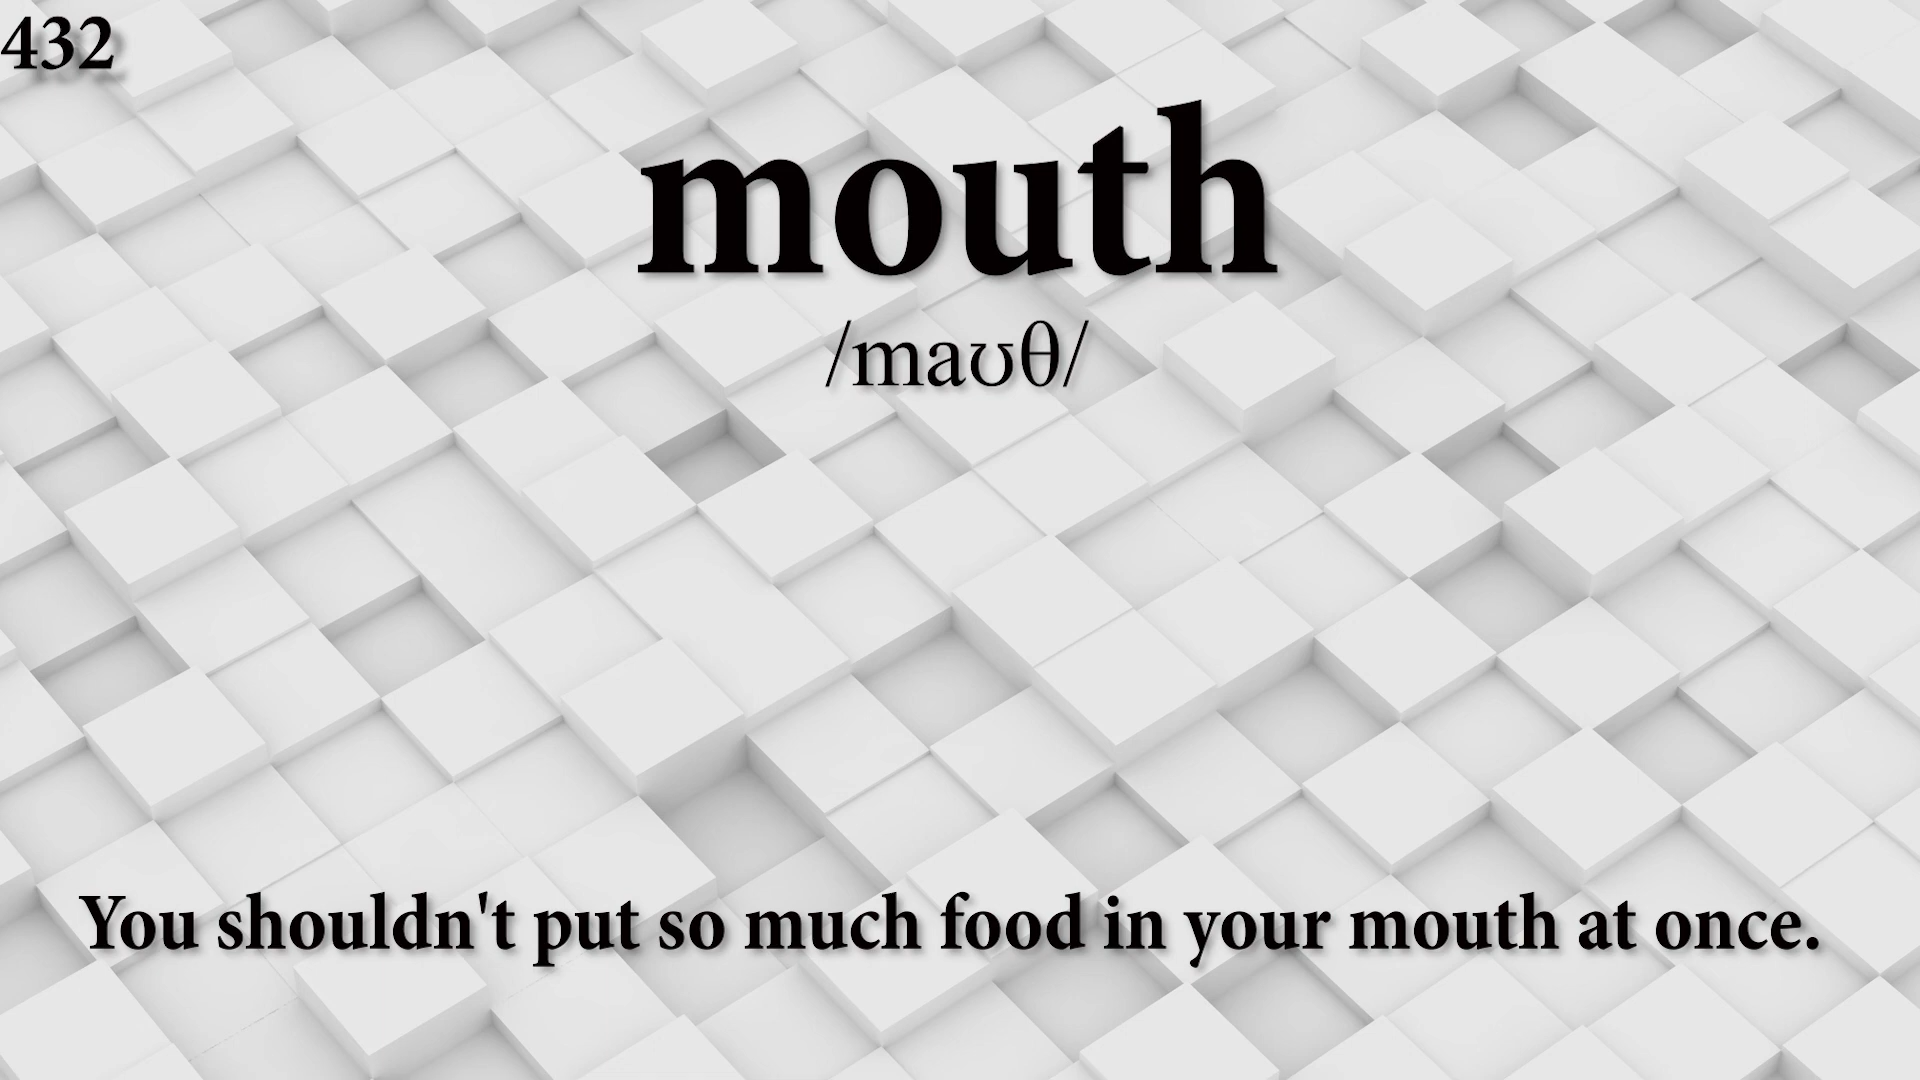 432
mouth
/maʊθ/
You shouldn't put so much food in your mouth at once.